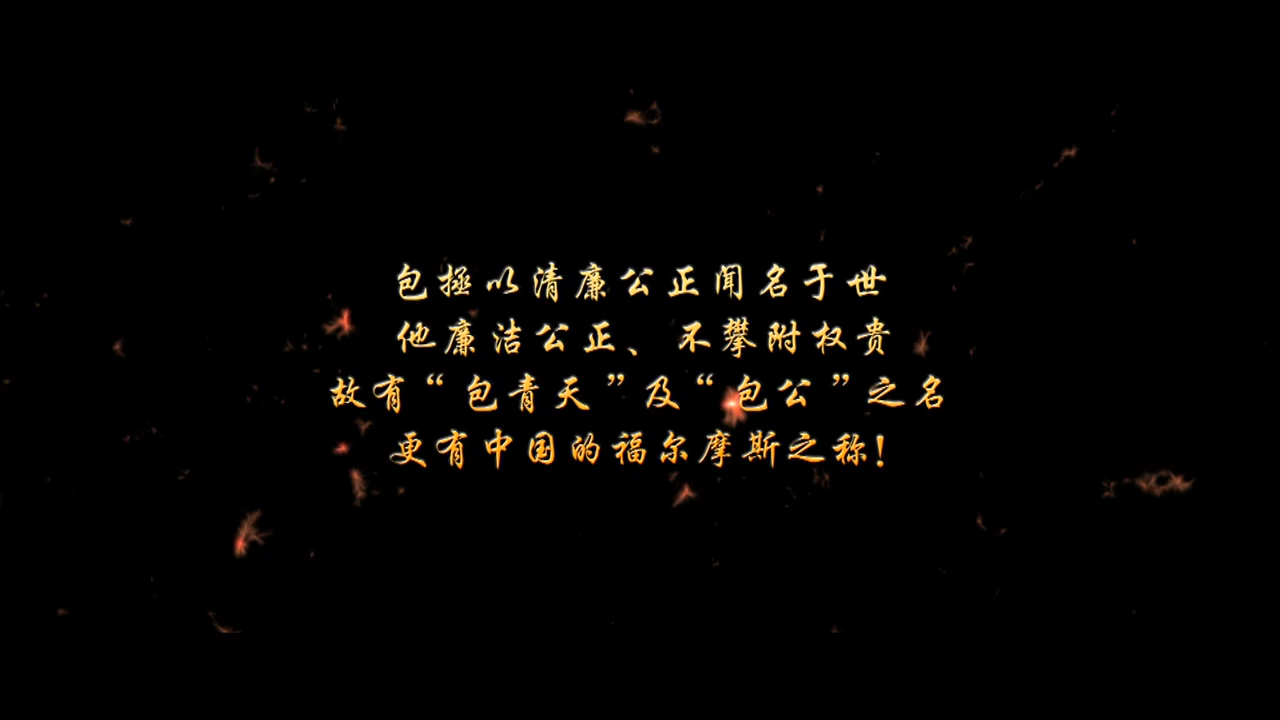 包拯以清廉公正闻名于世
他廉洁公正、不攀附权贵
故有“包青天”及“包公”之名
更有中国的福尔摩斯之称！